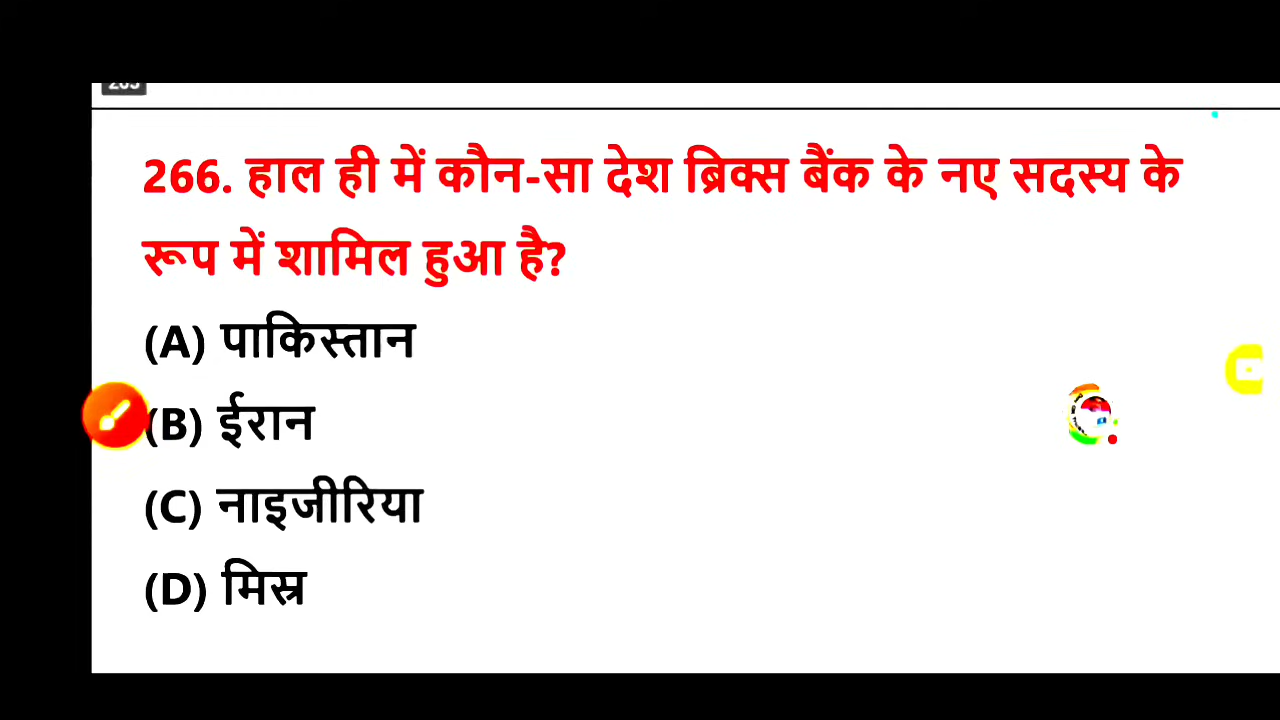 266. हाल ही में कौन-सा देश ब्रिक्स बैंक के नए सदस्य के
रूप में शामिल हुआ है?
(A) पाकिस्तान
(B) ईरान
(C) नाइजीरिया
(D) मिस्र